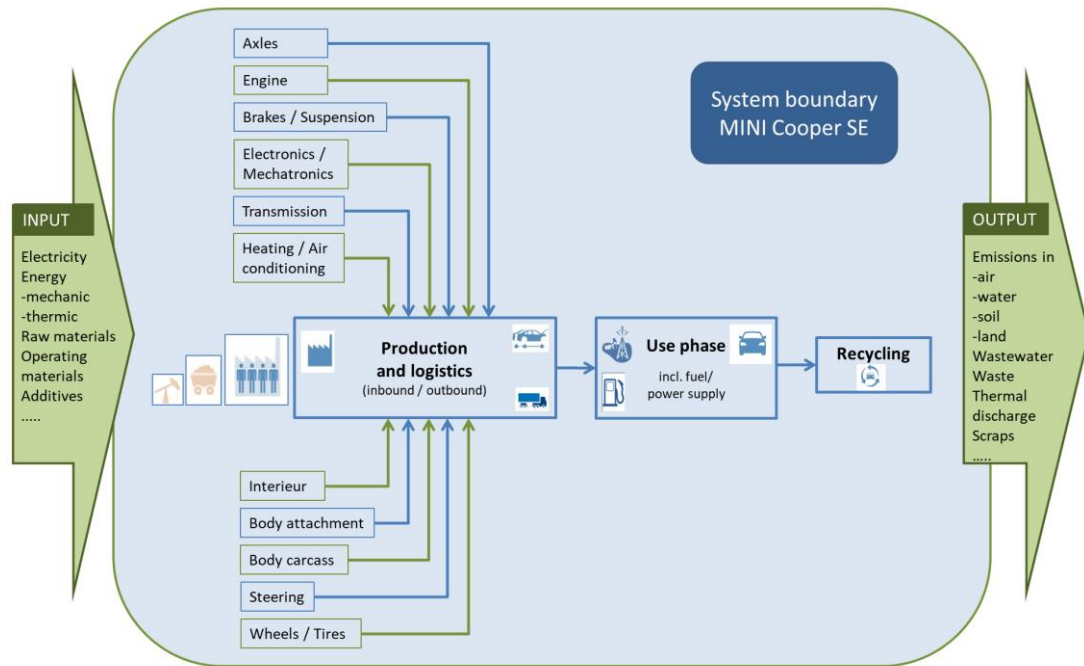 Axles
Engine
Brakes / Suspension
Electronics /
Mechatronics
Transmission
Heating / Air
conditioning
System boundary
MINI Cooper SE
INPUT
Electricity
Energy
-mechanic
-thermic
Raw materials
Operating
materials
Additives
.....
Production
and logistics
(inbound / outbound)
Use phase
incl. fuel/
power supply
Recycling
Interieur
Body attachment
Body carcass
Steering
Wheels / Tires
OUTPUT
Emissions in
-air
-water
-soil
-land
Wastewater
Waste
Thermal
discharge
Scraps
.....